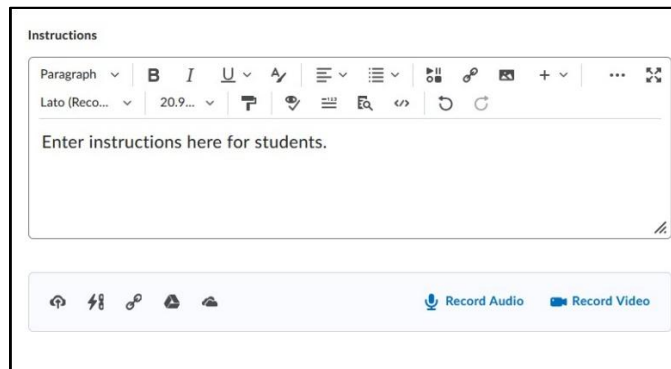 Instructions
Paragraph B I U A
Lato (Reco... 20.9...
Enter instructions here for students.
Record Audio Record Video